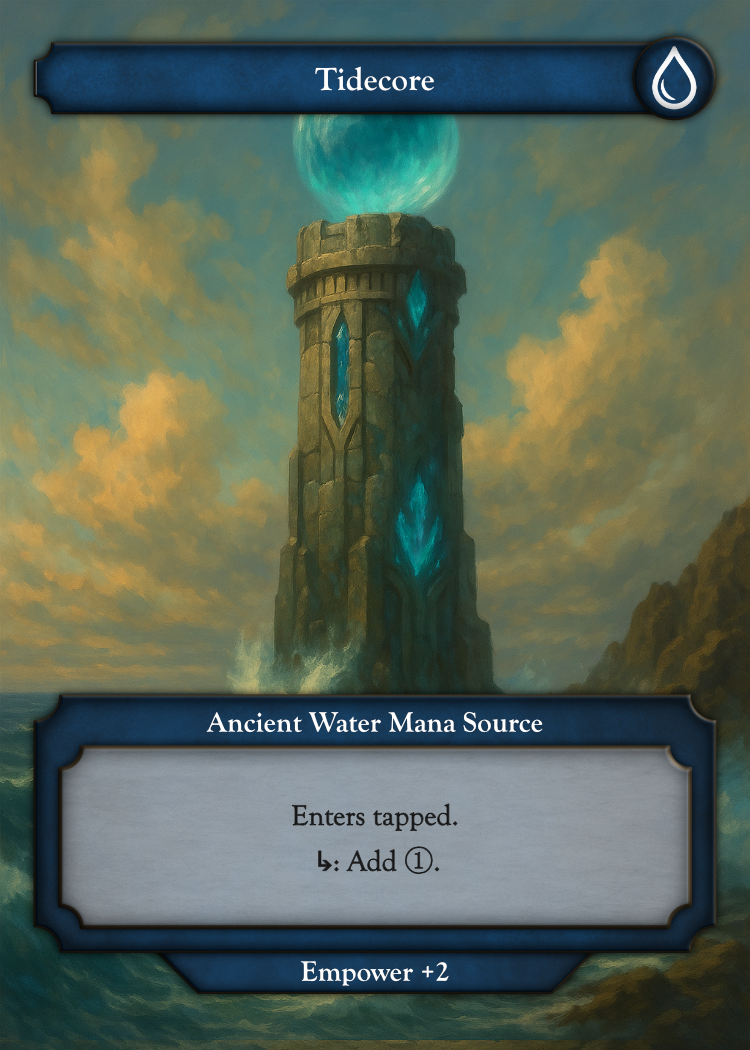 Tidecore
Ancient Water Mana Source
Enters tapped.
↳: Add ①.
Empower +2